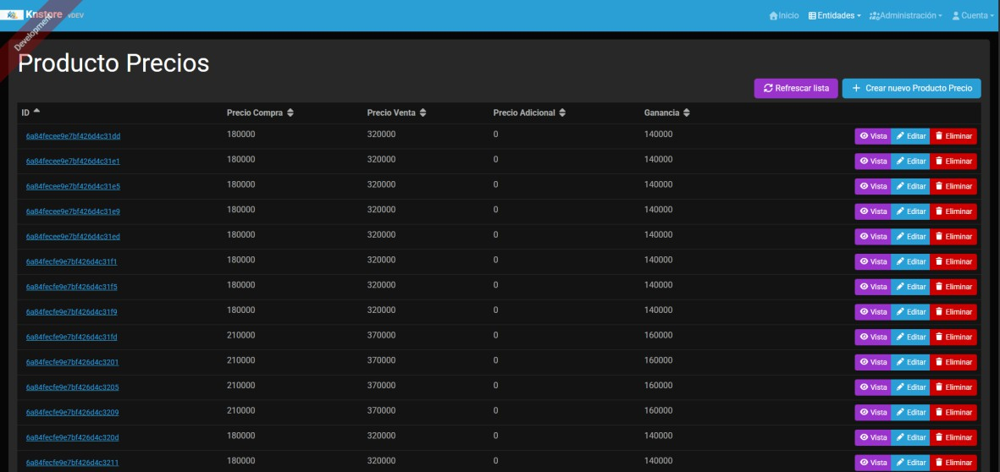 Knstore vDEV Inicio Entidades Administración Cuenta
Development
Producto Precios
Refrescar lista + Crear nuevo Producto Precio
ID Precio Compra Precio Venta Precio Adicional Ganancia
6a84fecee9e7bf426d4c31dd 180000 320000 0 140000 Vista Editar Eliminar
6a84fecee9e7bf426d4c31e1 180000 320000 0 140000 Vista Editar Eliminar
6a84fecee9e7bf426d4c31e5 180000 320000 0 140000 Vista Editar Eliminar
6a84fecee9e7bf426d4c31e9 180000 320000 0 140000 Vista Editar Eliminar
6a84fecee9e7bf426d4c31ed 180000 320000 0 140000 Vista Editar Eliminar
6a84fecfe9e7bf426d4c31f1 180000 320000 0 140000 Vista Editar Eliminar
6a84fecfe9e7bf426d4c31f5 180000 320000 0 140000 Vista Editar Eliminar
6a84fecfe9e7bf426d4c31f9 180000 320000 0 140000 Vista Editar Eliminar
6a84fecfe9e7bf426d4c31fd 210000 370000 0 160000 Vista Editar Eliminar
6a84fecfe9e7bf426d4c3201 210000 370000 0 160000 Vista Editar Eliminar
6a84fecfe9e7bf426d4c3205 210000 370000 0 160000 Vista Editar Eliminar
6a84fecfe9e7bf426d4c3209 210000 370000 0 160000 Vista Editar Eliminar
6a84fecfe9e7bf426d4c320d 180000 320000 0 140000 Vista Editar Eliminar
6a84fecfe9e7bf426d4c3211 180000 320000 0 140000 Vista Editar Eliminar